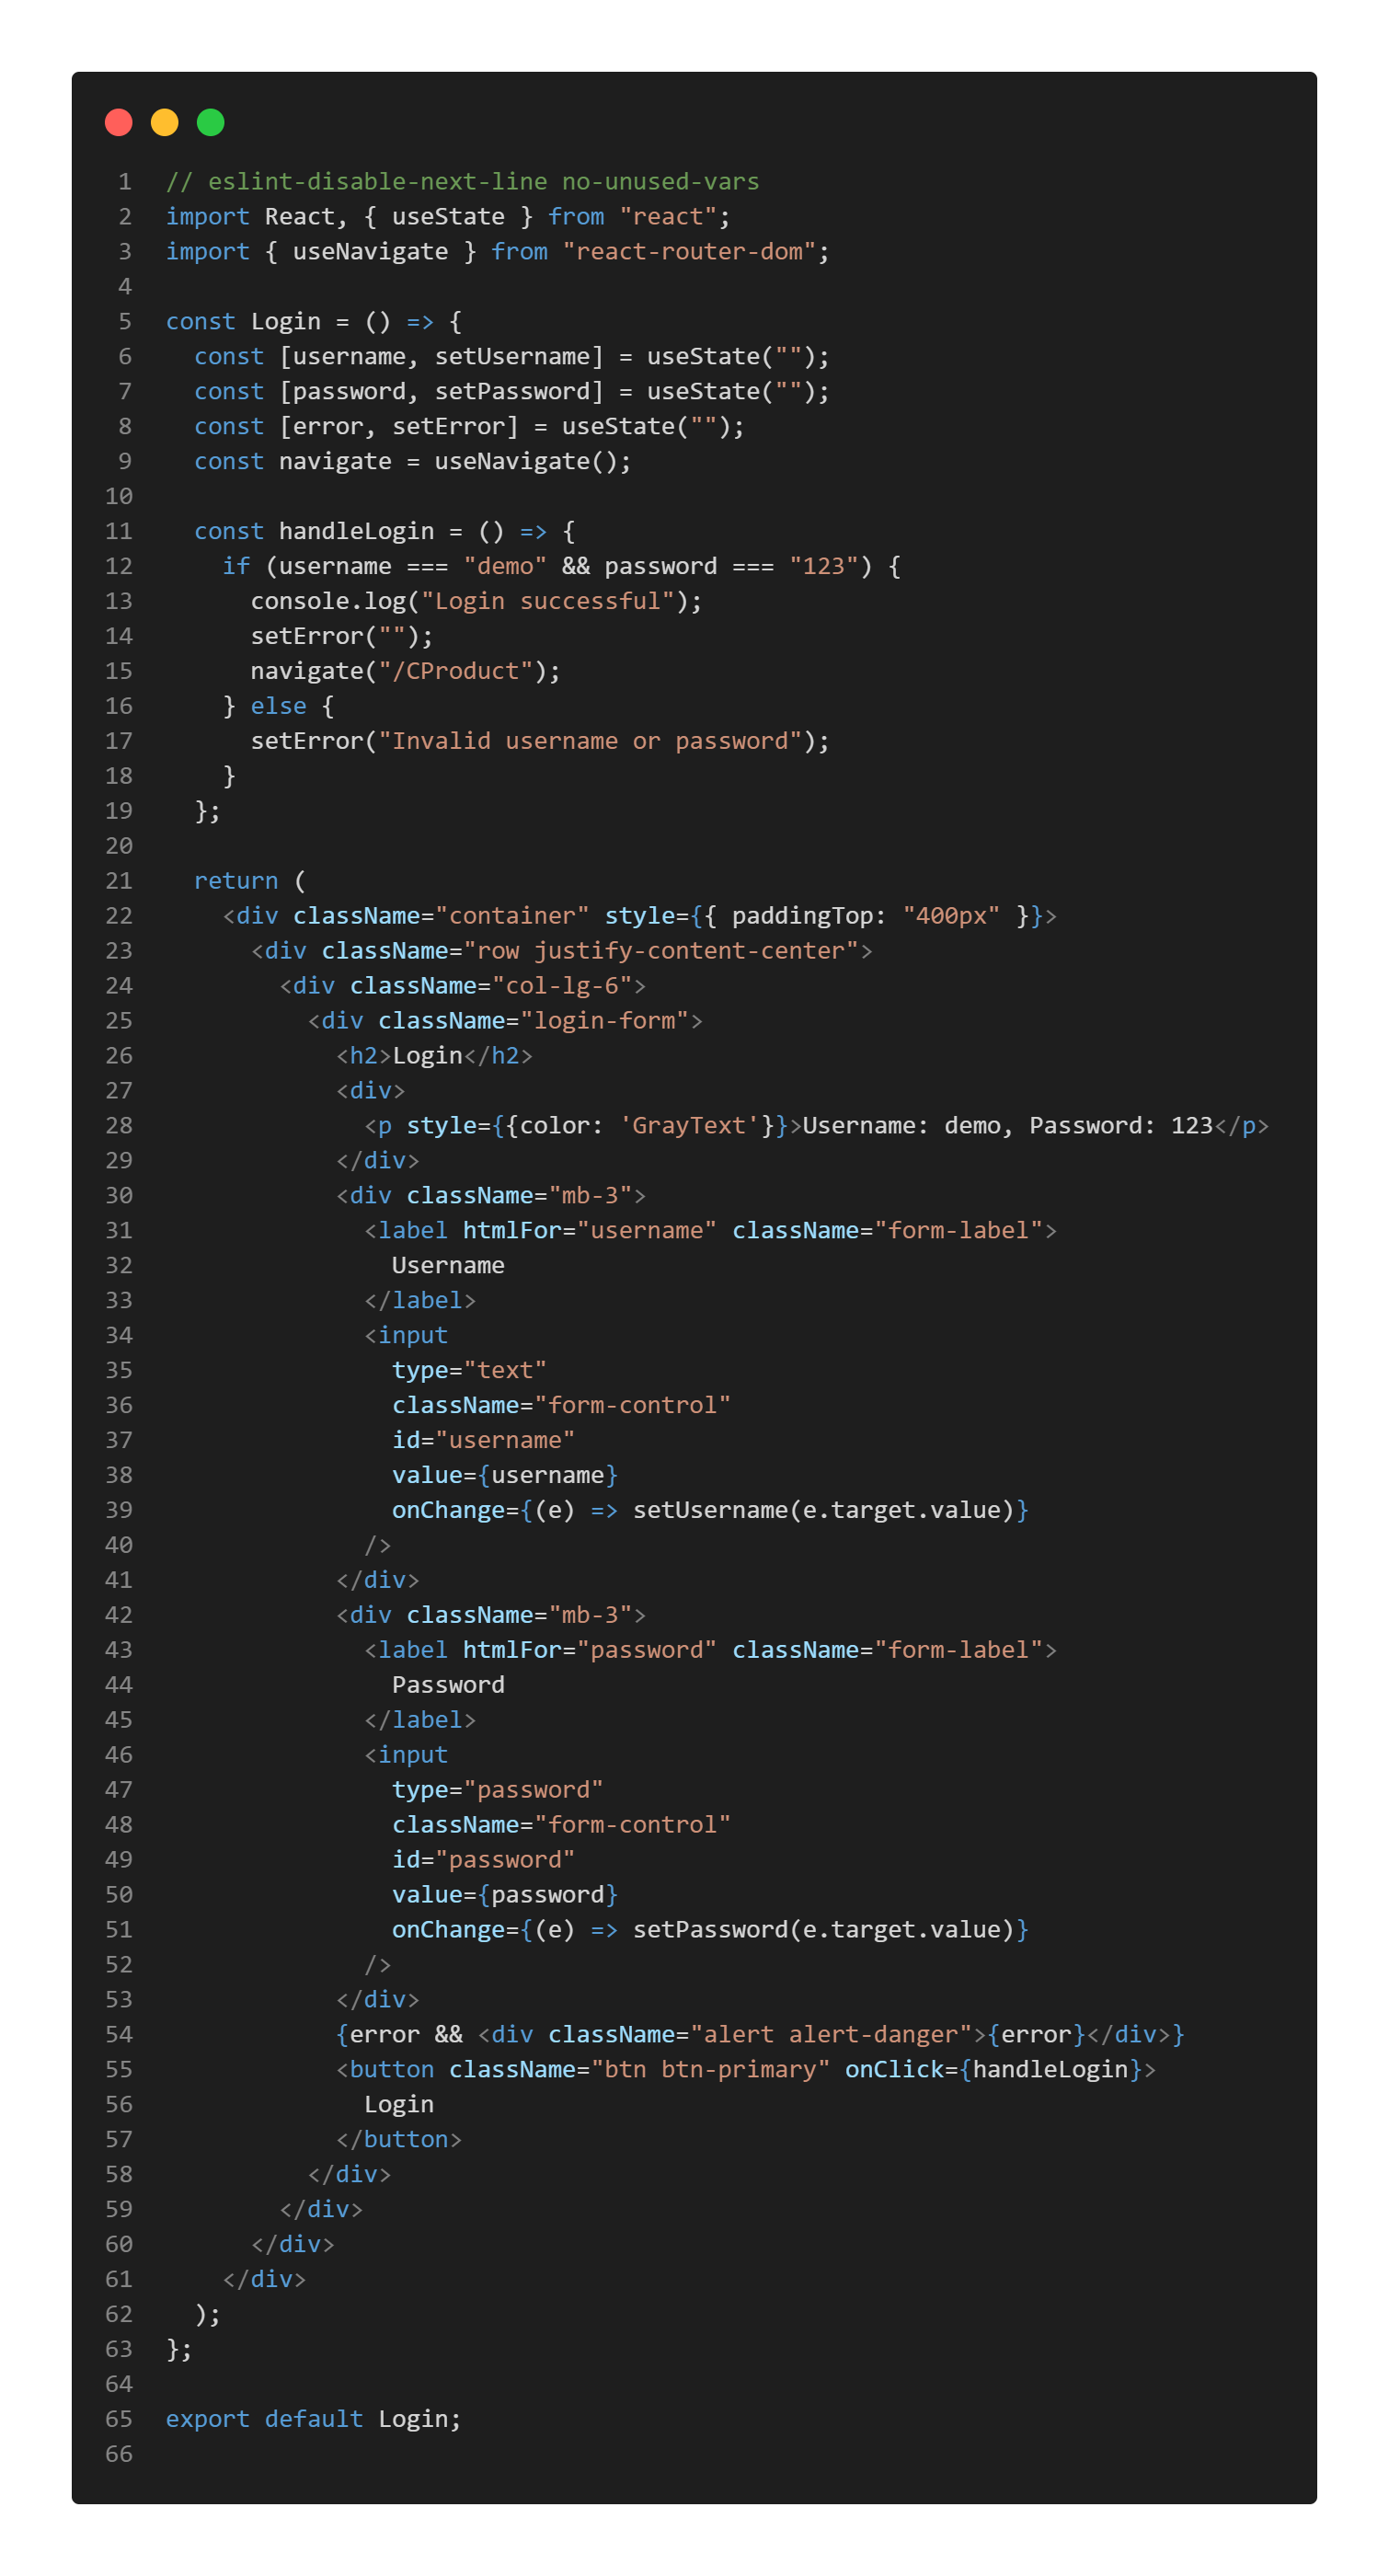 1 // eslint-disable-next-line no-unused-vars
2 import React, { useState } from "react";
3 import { useNavigate } from "react-router-dom";
4
5 const Login = () => {
6   const [username, setUsername] = useState("");
7   const [password, setPassword] = useState("");
8   const [error, setError] = useState("");
9   const navigate = useNavigate();
10
11   const handleLogin = () => {
12     if (username === "demo" && password === "123") {
13       console.log("Login successful");
14       setError("");
15       navigate("/CProduct");
16     } else {
17       setError("Invalid username or password");
18     }
19   };
20
21   return (
22     <div className="container" style={{ paddingTop: "400px" }}>
23       <div className="row justify-content-center">
24         <div className="col-lg-6">
25           <div className="login-form">
26             <h2>Login</h2>
27             <div>
28               <p style={{color: 'GrayText'}}>Username: demo, Password: 123</p>
29             </div>
30             <div className="mb-3">
31               <label htmlFor="username" className="form-label">
32                 Username
33               </label>
34               <input
35                 type="text"
36                 className="form-control"
37                 id="username"
38                 value={username}
39                 onChange={(e) => setUsername(e.target.value)}
40               />
41             </div>
42             <div className="mb-3">
43               <label htmlFor="password" className="form-label">
44                 Password
45               </label>
46               <input
47                 type="password"
48                 className="form-control"
49                 id="password"
50                 value={password}
51                 onChange={(e) => setPassword(e.target.value)}
52               />
53             </div>
54             {error && <div className="alert alert-danger">{error}</div>}
55             <button className="btn btn-primary" onClick={handleLogin}>
56               Login
57             </button>
58           </div>
59         </div>
60       </div>
61     </div>
62   );
63 };
64
65 export default Login;
66